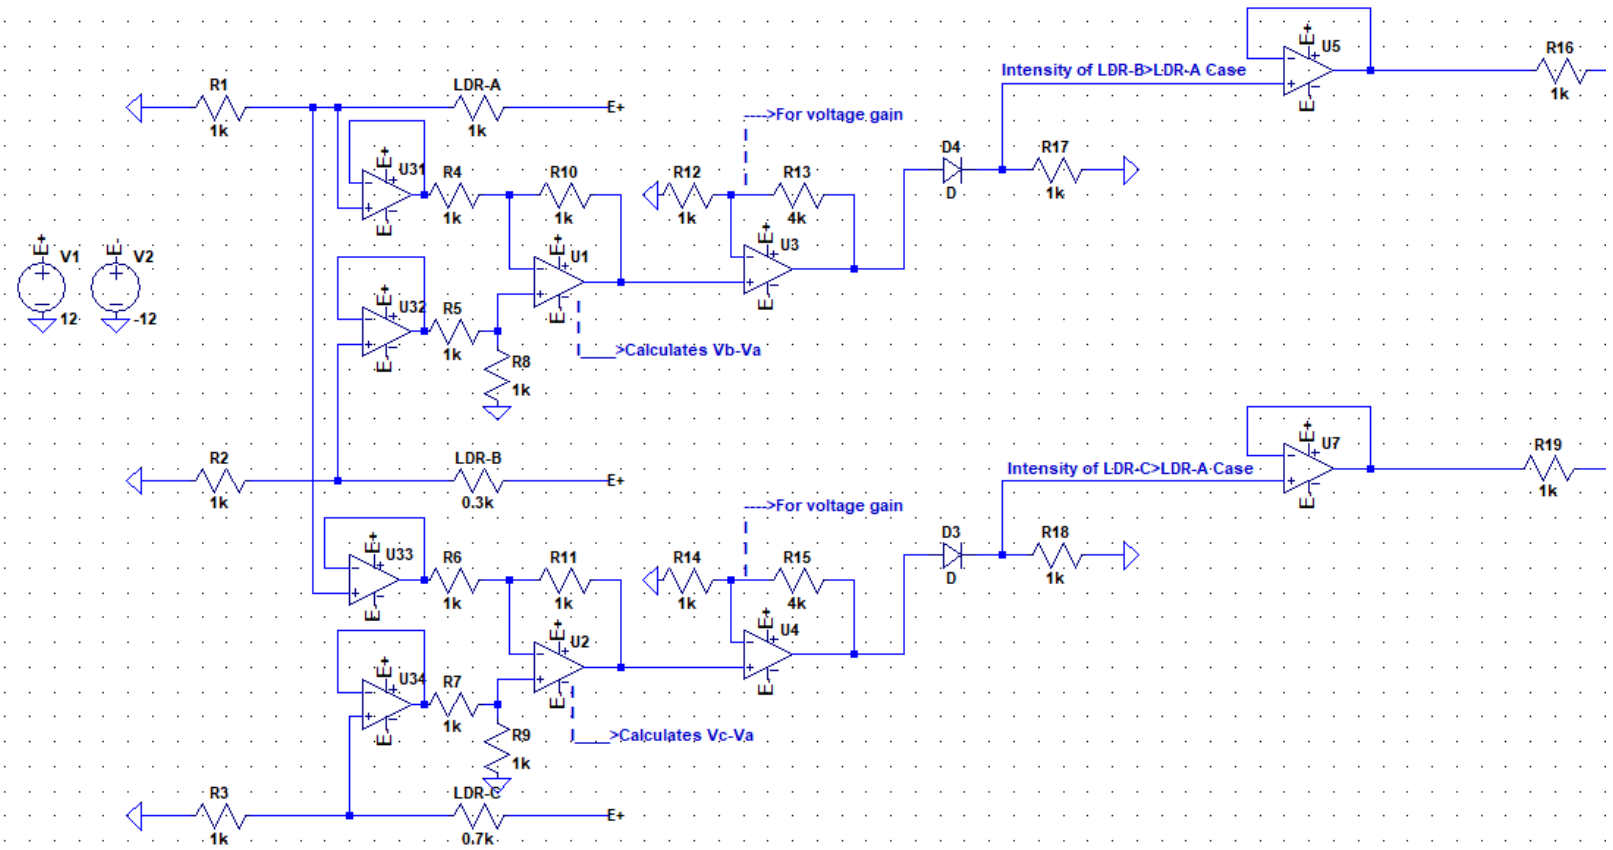 E+
U5
R16
1k
Intensity of LDR-B>LDR-A Case
E-
R1
1k
LDR-A
1k
E+
---->For voltage gain
E+
U31
E-
R4
1k
R10
1k
R12
1k
R13
4k
D4
D
R17
1k
E+
V1
12
E-
V2
-12
E+
U32
E-
R5
1k
R8
1k
E+
U1
E-
E+
U3
E-
>Calculates Vb-Va
R2
1k
LDR-B
0.3k
E+
E+
U7
E-
R19
1k
Intensity of LDR-C>LDR-A Case
---->For voltage gain
E+
U33
E-
R6
1k
R11
1k
R14
1k
R15
4k
D3
D
R18
1k
E+
U34
E-
R7
1k
R9
1k
E+
U2
E-
E+
U4
E-
>Calculates Vc-Va
R3
1k
LDR-C
0.7k
E+